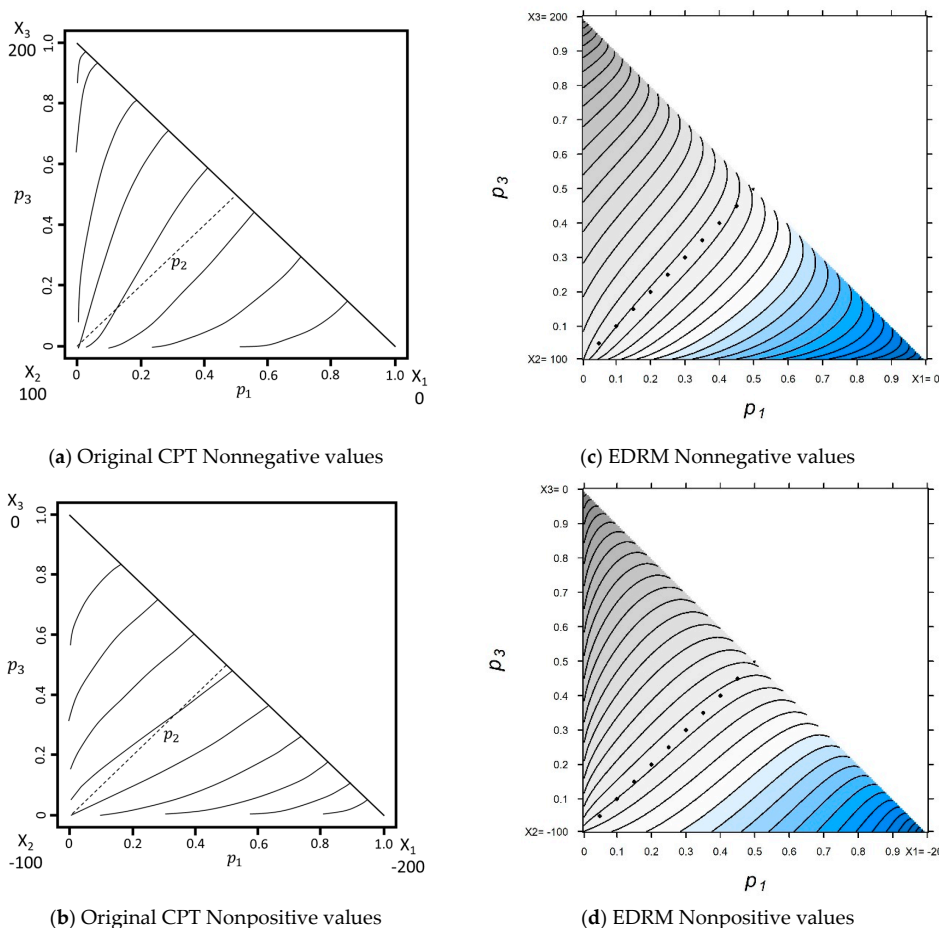 X3
200
1.0
0.8
0.6
p3
0.4
p2
0.2
0
0 0.2 0.4 0.6 0.8 1.0
X2
100
p1
X1
0
(a) Original CPT Nonnegative values
X3= 200
0.9
0.8
0.7
0.6
p3
0.5
0.4
0.3
0.2
0.1
X2= 100
0 0.1 0.2 0.3 0.4 0.5 0.6 0.7 0.8 0.9 X1= 0
p1
(c) EDRM Nonnegative values
X3
0
1.0
0.8
0.6
p3
0.4
p2
0.2
0
0 0.2 0.4 0.6 0.8 1.0
X2
-100
p1
X1
-200
(b) Original CPT Nonpositive values
X3= 0
0.9
0.8
0.7
0.6
p3
0.5
0.4
0.3
0.2
0.1
X2= -100
0 0.1 0.2 0.3 0.4 0.5 0.6 0.7 0.8 0.9 X1= -20
p1
(d) EDRM Nonpositive values